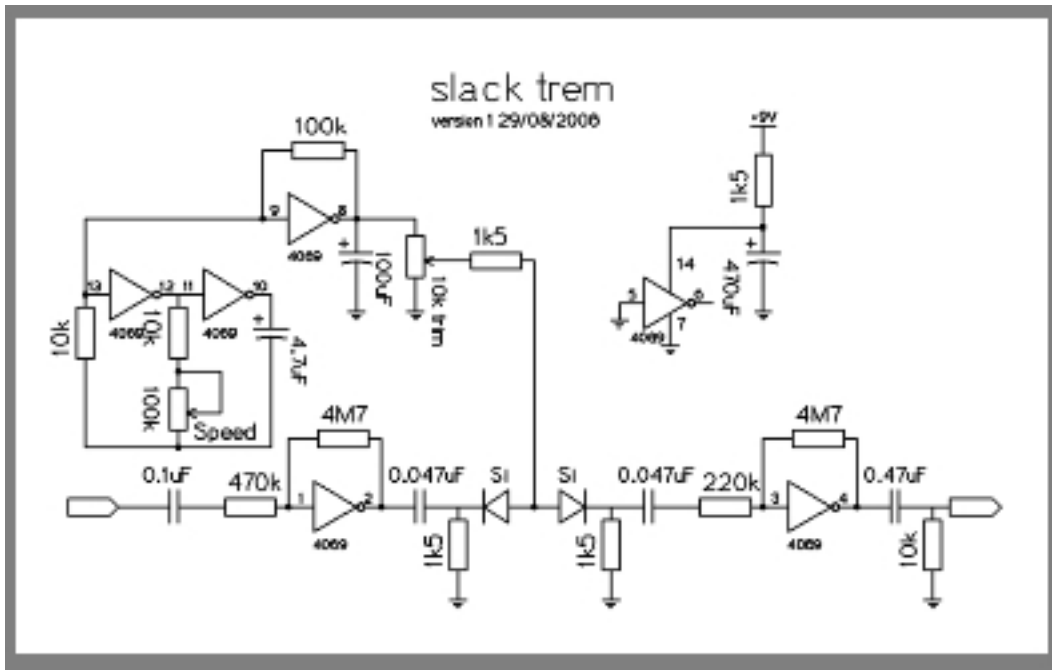 slack trem
version 1 29/08/2006
100k
+9V
1k5
9
8
4069
100uF
10k trim
1k5
14
470uF
5
6
7
4069
13
12
11
10
4069
4069
10k
10k
4.7uF
100k
Speed
4M7
4M7
0.1uF
470k
1
2
4069
0.047uF
Si
Si
0.047uF
220k
3
4
4069
0.47uF
1k5
1k5
10k